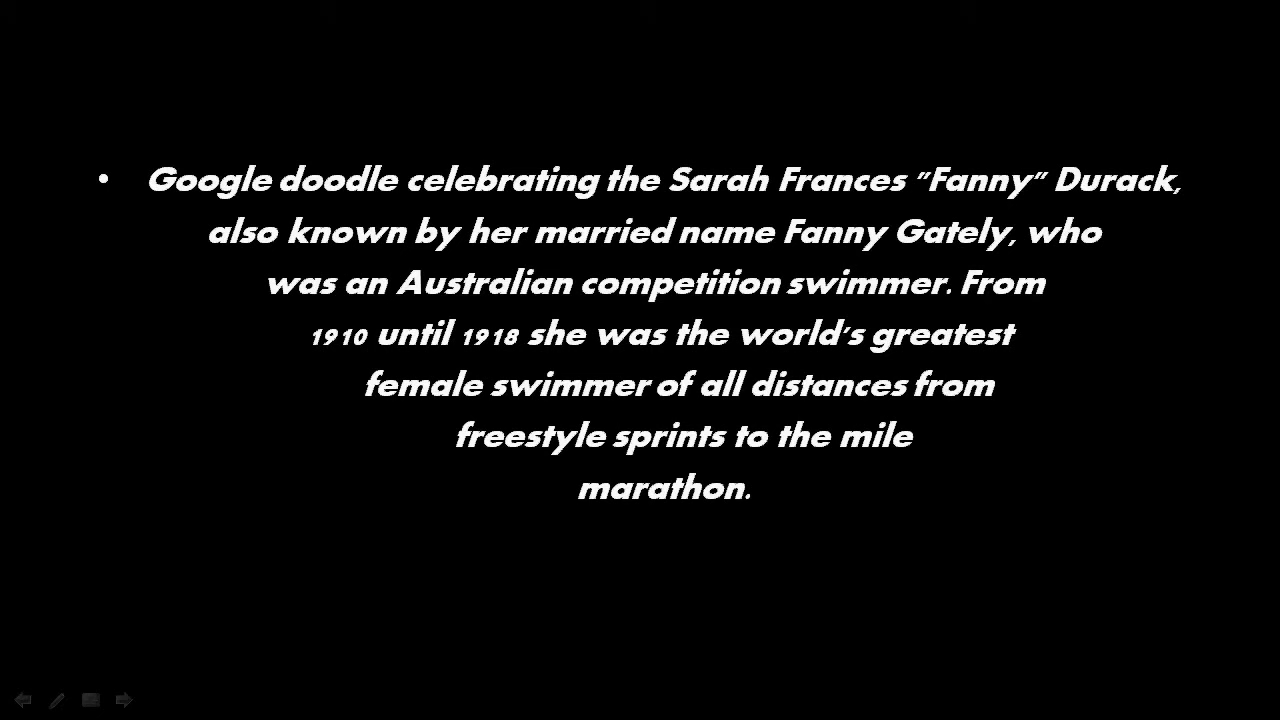 • Google doodle celebrating the Sarah Frances "Fanny" Durack,
also known by her married name Fanny Gately, who
was an Australian competition swimmer. From
1910 until 1918 she was the world's greatest
female swimmer of all distances from
freestyle sprints to the mile
marathon.